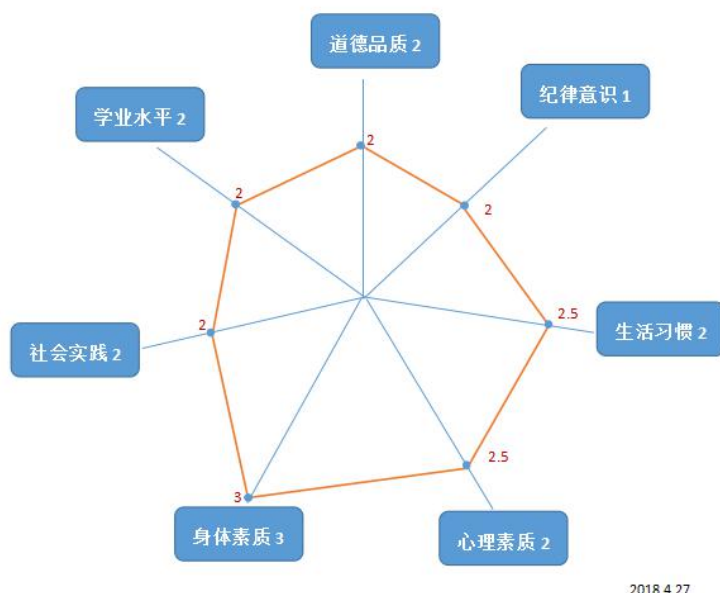 道德品质 2
纪律意识 1
学业水平 2
2
2
2
2.5
生活习惯 2
2
社会实践 2
2.5
3
身体素质 3
心理素质 2
2018.4.27